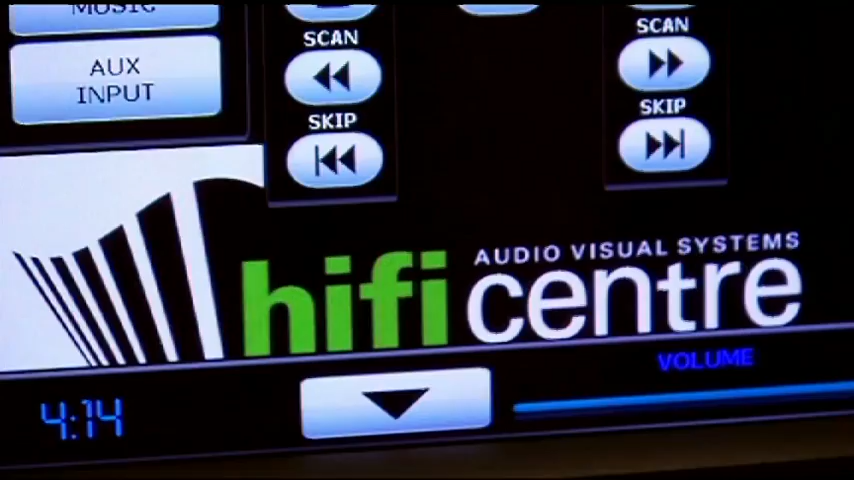 MUSIC
AUX
INPUT
SCAN
SKIP
SCAN
SKIP
AUDIO VISUAL SYSTEMS
hifi centre
VOLUME
4:14